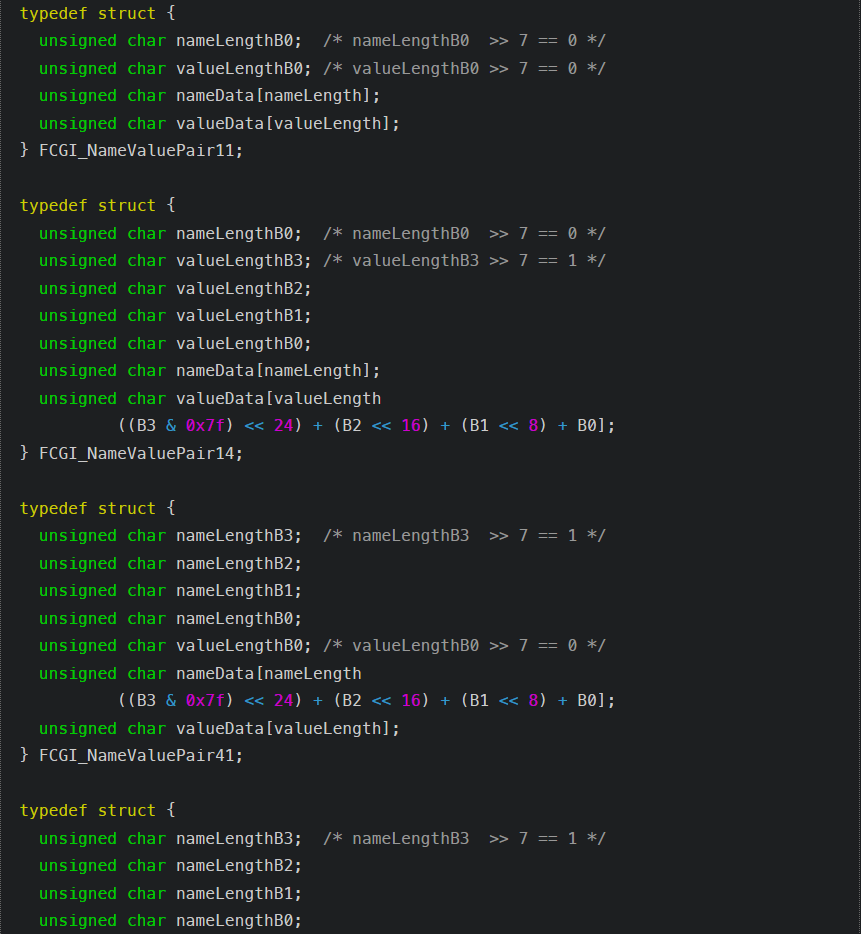 typedef struct {
  unsigned char nameLengthB0;  /* nameLengthB0  >> 7 == 0 */
  unsigned char valueLengthB0; /* valueLengthB0 >> 7 == 0 */
  unsigned char nameData[nameLength];
  unsigned char valueData[valueLength];
} FCGI_NameValuePair11;

typedef struct {
  unsigned char nameLengthB0;  /* nameLengthB0  >> 7 == 0 */
  unsigned char valueLengthB3; /* valueLengthB3 >> 7 == 1 */
  unsigned char valueLengthB2;
  unsigned char valueLengthB1;
  unsigned char valueLengthB0;
  unsigned char nameData[nameLength];
  unsigned char valueData[valueLength
          ((B3 & 0x7f) << 24) + (B2 << 16) + (B1 << 8) + B0];
} FCGI_NameValuePair14;

typedef struct {
  unsigned char nameLengthB3;  /* nameLengthB3  >> 7 == 1 */
  unsigned char nameLengthB2;
  unsigned char nameLengthB1;
  unsigned char nameLengthB0;
  unsigned char valueLengthB0; /* valueLengthB0 >> 7 == 0 */
  unsigned char nameData[nameLength
          ((B3 & 0x7f) << 24) + (B2 << 16) + (B1 << 8) + B0];
  unsigned char valueData[valueLength];
} FCGI_NameValuePair41;

typedef struct {
  unsigned char nameLengthB3;  /* nameLengthB3  >> 7 == 1 */
  unsigned char nameLengthB2;
  unsigned char nameLengthB1;
  unsigned char nameLengthB0;